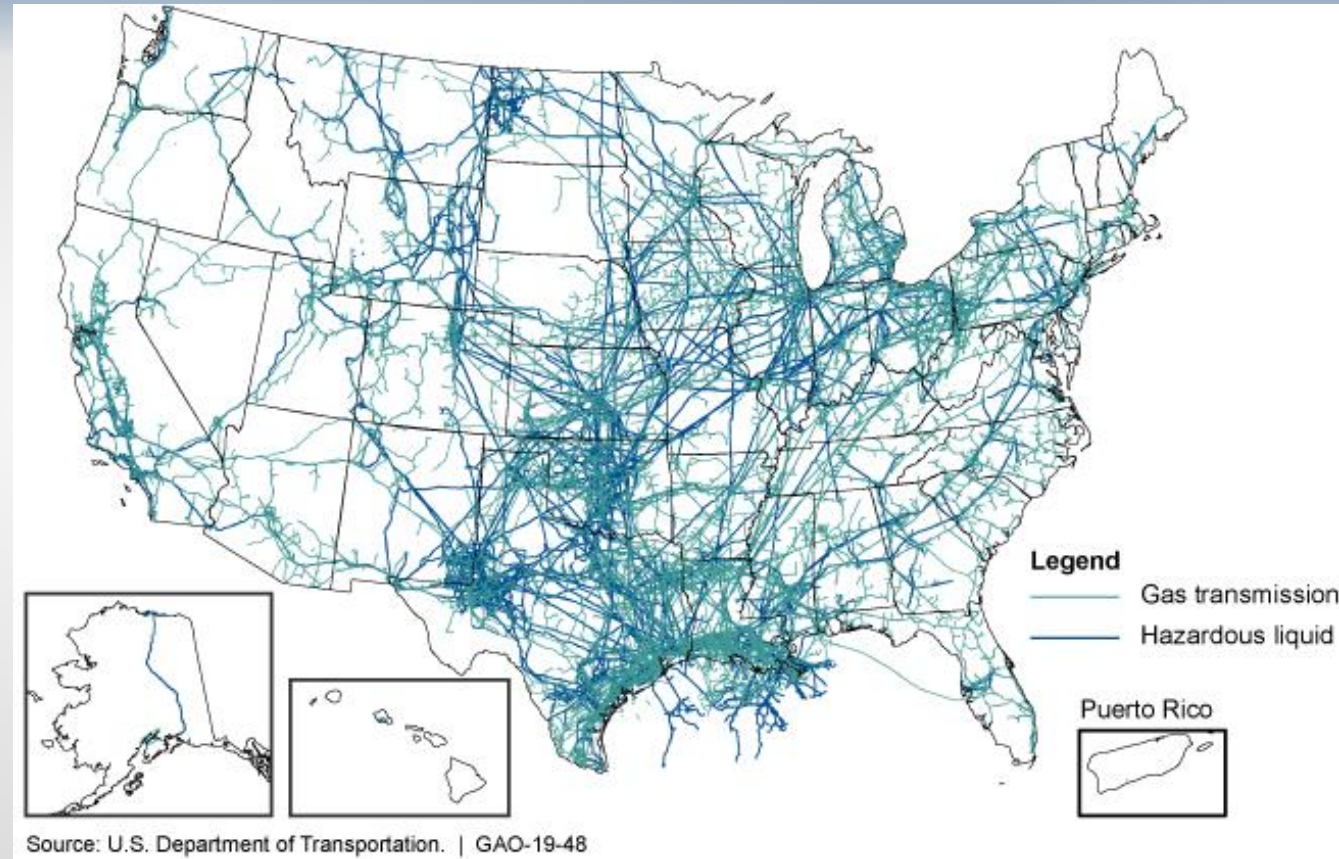 Legend
Gas transmission
Hazardous liquid
Puerto Rico
Source: U.S. Department of Transportation. | GAO-19-48